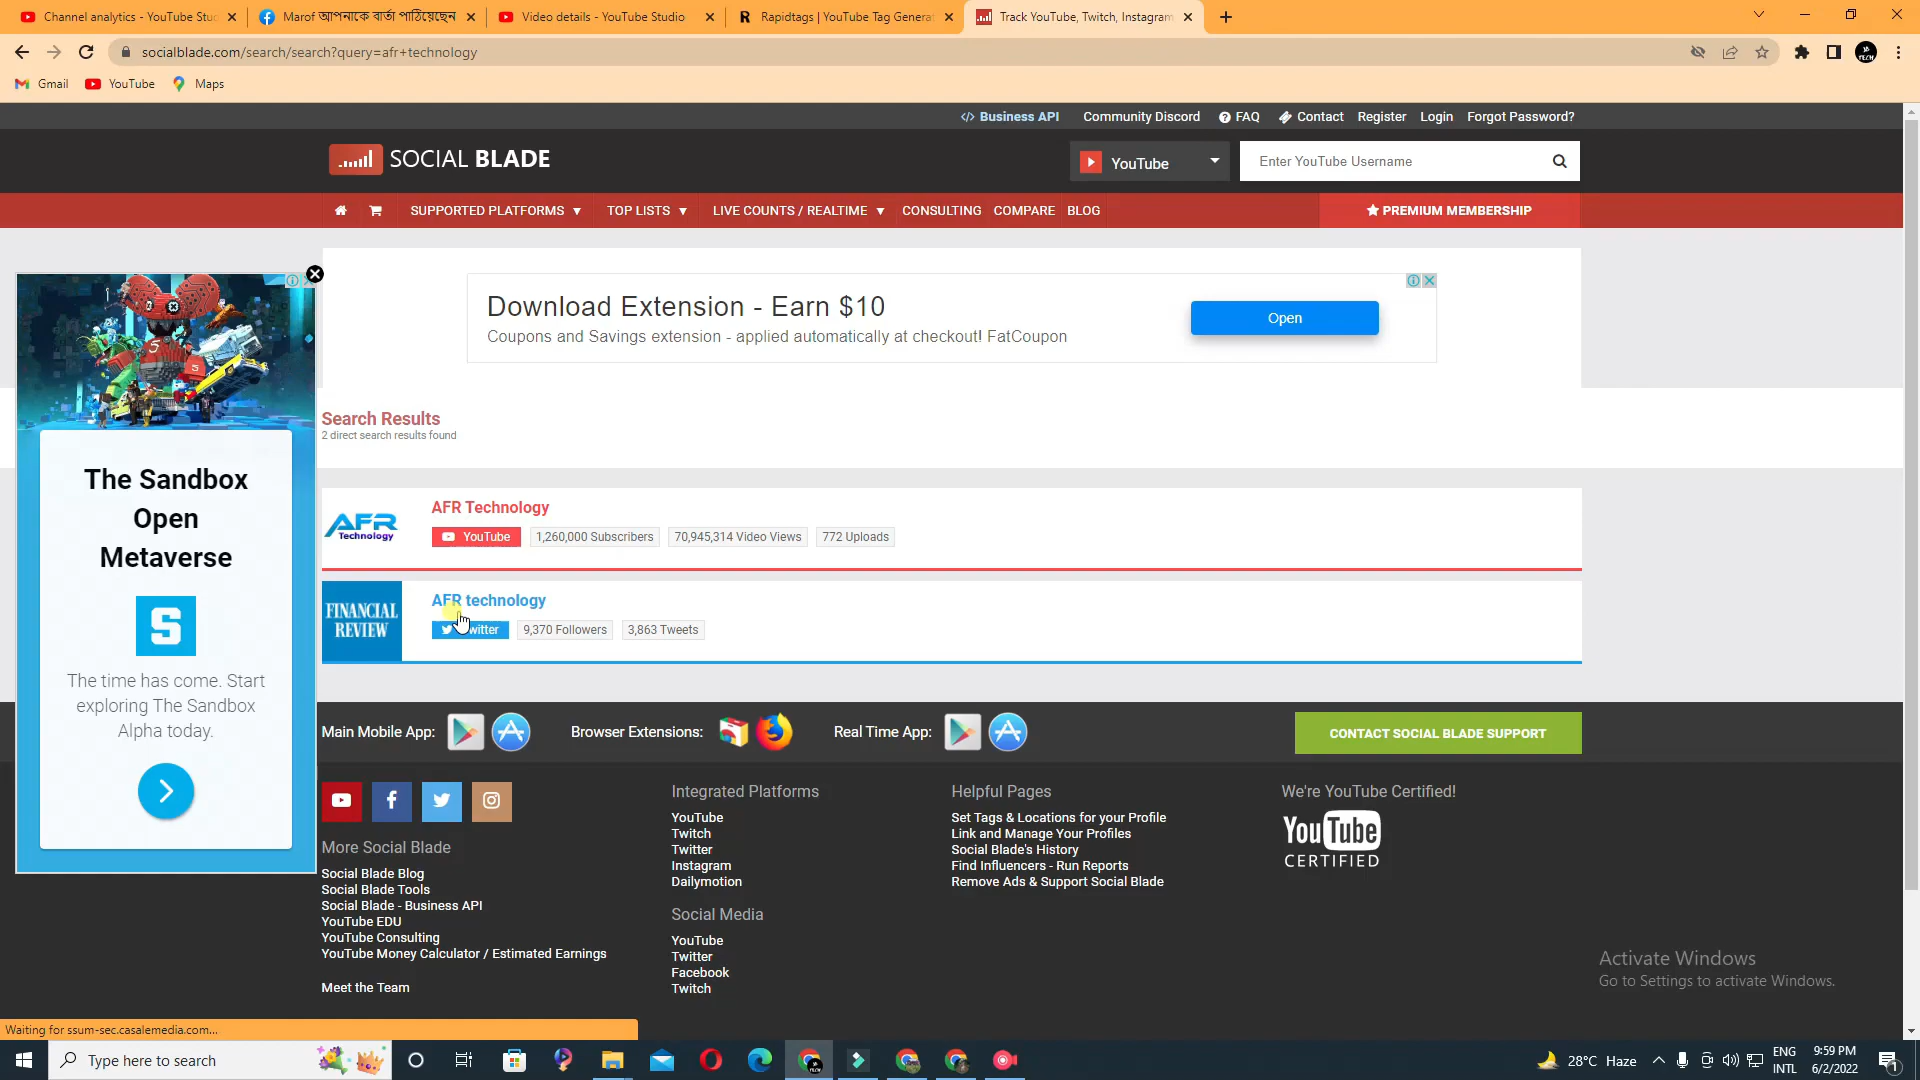 Channel analytics - YouTube Stu
Marof আপনাকে বার্তা পাঠিয়েছেন
Video details - YouTube Studio
Rapidtags | YouTube Tag Generat
Track YouTube, Twitch, Instagram
socialblade.com/search/search?query=afr+technology
Gmail
YouTube
Maps
</> Business API
Community Discord
FAQ
Contact
Register
Login
Forgot Password?
SOCIAL BLADE
YouTube
Enter YouTube Username
SUPPORTED PLATFORMS
TOP LISTS
LIVE COUNTS / REALTIME
CONSULTING
COMPARE
BLOG
PREMIUM MEMBERSHIP
Download Extension - Earn $10
Coupons and Savings extension - applied automatically at checkout! FatCoupon
Open
Search Results
2 direct search results found
The Sandbox
Open
Metaverse
S
The time has come. Start
exploring The Sandbox
Alpha today.
AFR
Technology
AFR Technology
YouTube
1,260,000 Subscribers
70,945,314 Video Views
772 Uploads
FINANCIAL
REVIEW
AFR technology
9,370 Followers
3,863 Tweets
Main Mobile App:
Browser Extensions:
Real Time App:
CONTACT SOCIAL BLADE SUPPORT
More Social Blade
Social Blade Blog
Social Blade Tools
Social Blade - Business API
YouTube EDU
YouTube Consulting
YouTube Money Calculator / Estimated Earnings
Meet the Team
Integrated Platforms
YouTube
Twitch
Twitter
Instagram
Dailymotion
Social Media
YouTube
Twitter
Facebook
Twitch
Helpful Pages
Set Tags & Locations for your Profile
Link and Manage Your Profiles
Social Blade's History
Find Influencers - Run Reports
Remove Ads & Support Social Blade
We're YouTube Certified!
YouTube
CERTIFIED
Activate Windows
Go to Settings to activate Windows.
Waiting for ssum-sec.casalemedia.com...
Type here to search
28°C Haze
ENG
INTL
9:59 PM
6/2/2022
1